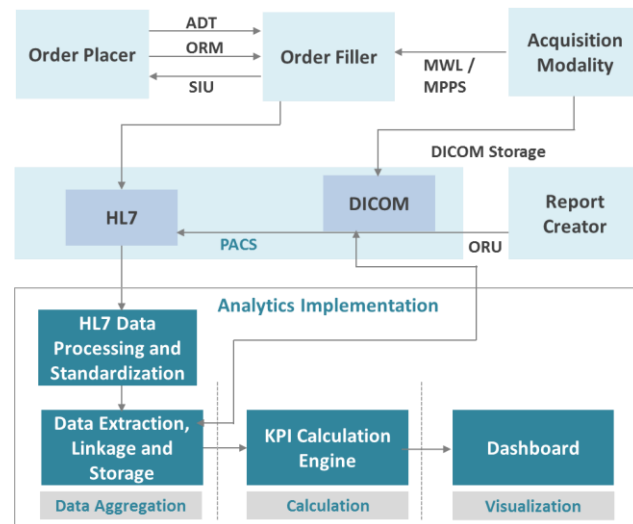 ADT
Order Placer
ORM
SIU
Order Filler
MWL /
MPPS
Acquisition
Modality
DICOM Storage
HL7
DICOM
Report
Creator
PACS
ORU
Analytics Implementation
HL7 Data
Processing and
Standardization
Data Extraction,
Linkage and
Storage
KPI Calculation
Engine
Dashboard
Data Aggregation
Calculation
Visualization